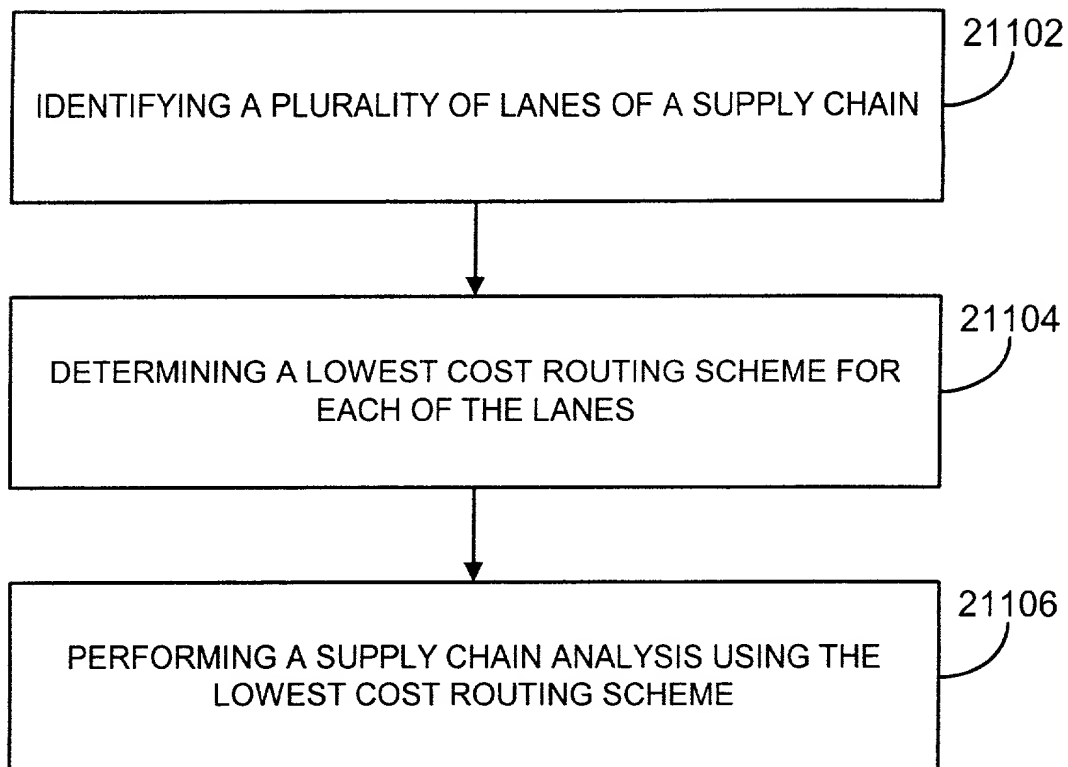 21102
IDENTIFYING A PLURALITY OF LANES OF A SUPPLY CHAIN
21104
DETERMINING A LOWEST COST ROUTING SCHEME FOR
EACH OF THE LANES
21106
PERFORMING A SUPPLY CHAIN ANALYSIS USING THE
LOWEST COST ROUTING SCHEME